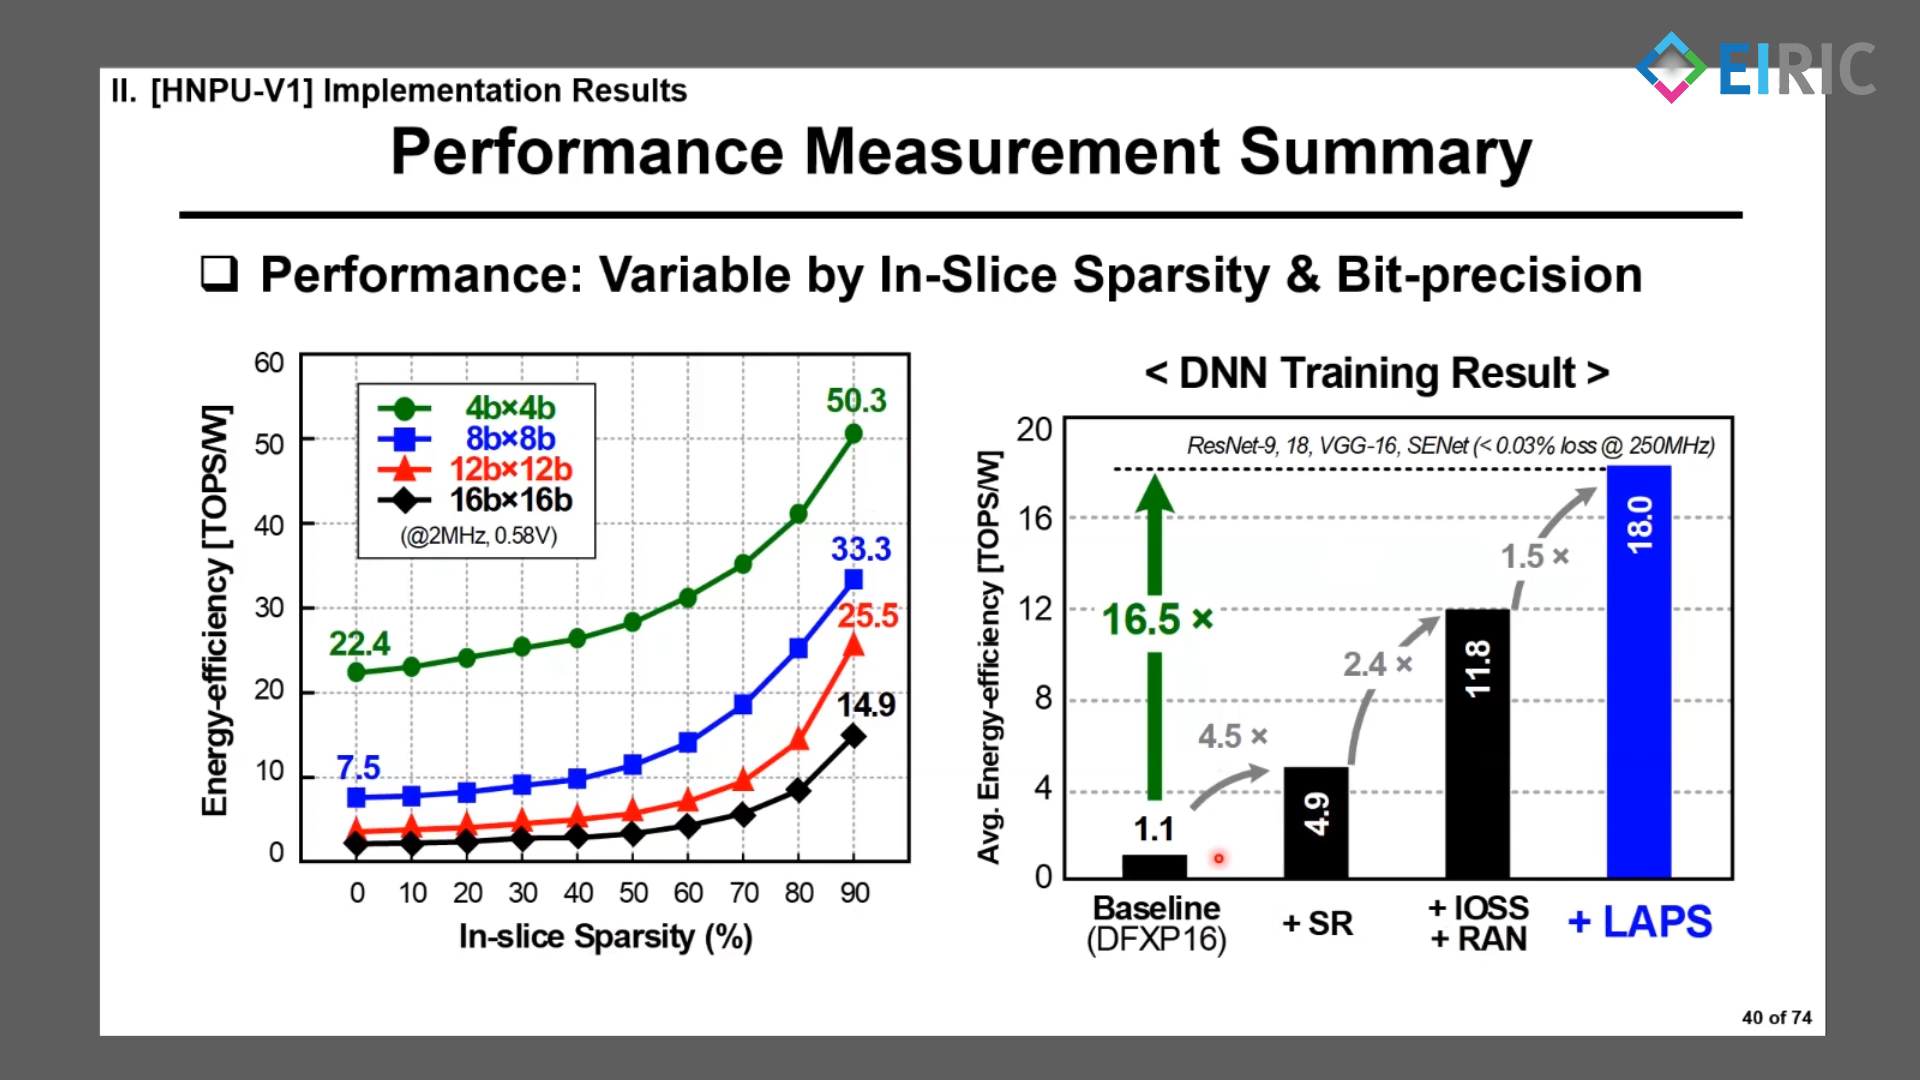 EIRIC
II. [HNPU-V1] Implementation Results
Performance Measurement Summary
❑ Performance: Variable by In-Slice Sparsity & Bit-precision
Energy-efficiency [TOPS/W]
60
50
40
30
20
10
0
4b×4b
8b×8b
12b×12b
16b×16b
(@2MHz, 0.58V)
50.3
33.3
25.5
14.9
22.4
7.5
0 10 20 30 40 50 60 70 80 90
In-slice Sparsity (%)
< DNN Training Result >
Avg. Energy-efficiency [TOPS/W]
20
16
12
8
4
0
ResNet-9, 18, VGG-16, SENet (< 0.03% loss @ 250MHz)
16.5 ×
4.5 ×
2.4 ×
1.5 ×
1.1
4.9
11.8
18.0
Baseline
(DFXP16)
+ SR
+ IOSS
+ RAN
+ LAPS
40 of 74